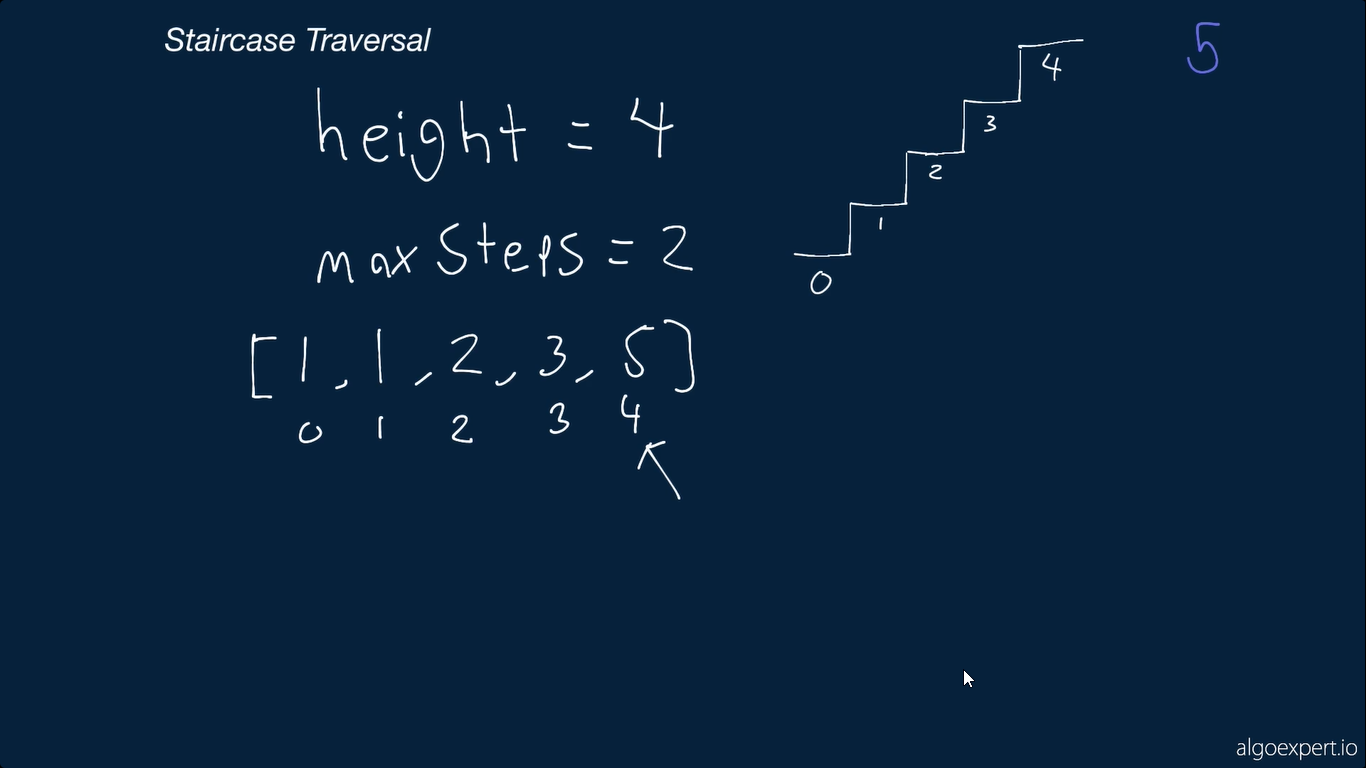 Staircase Traversal
5
height = 4
4
3
2
1
0
maxSteps = 2
[1, 1, 2, 3, 5]
0 1 2 3 4
algoexpert.io